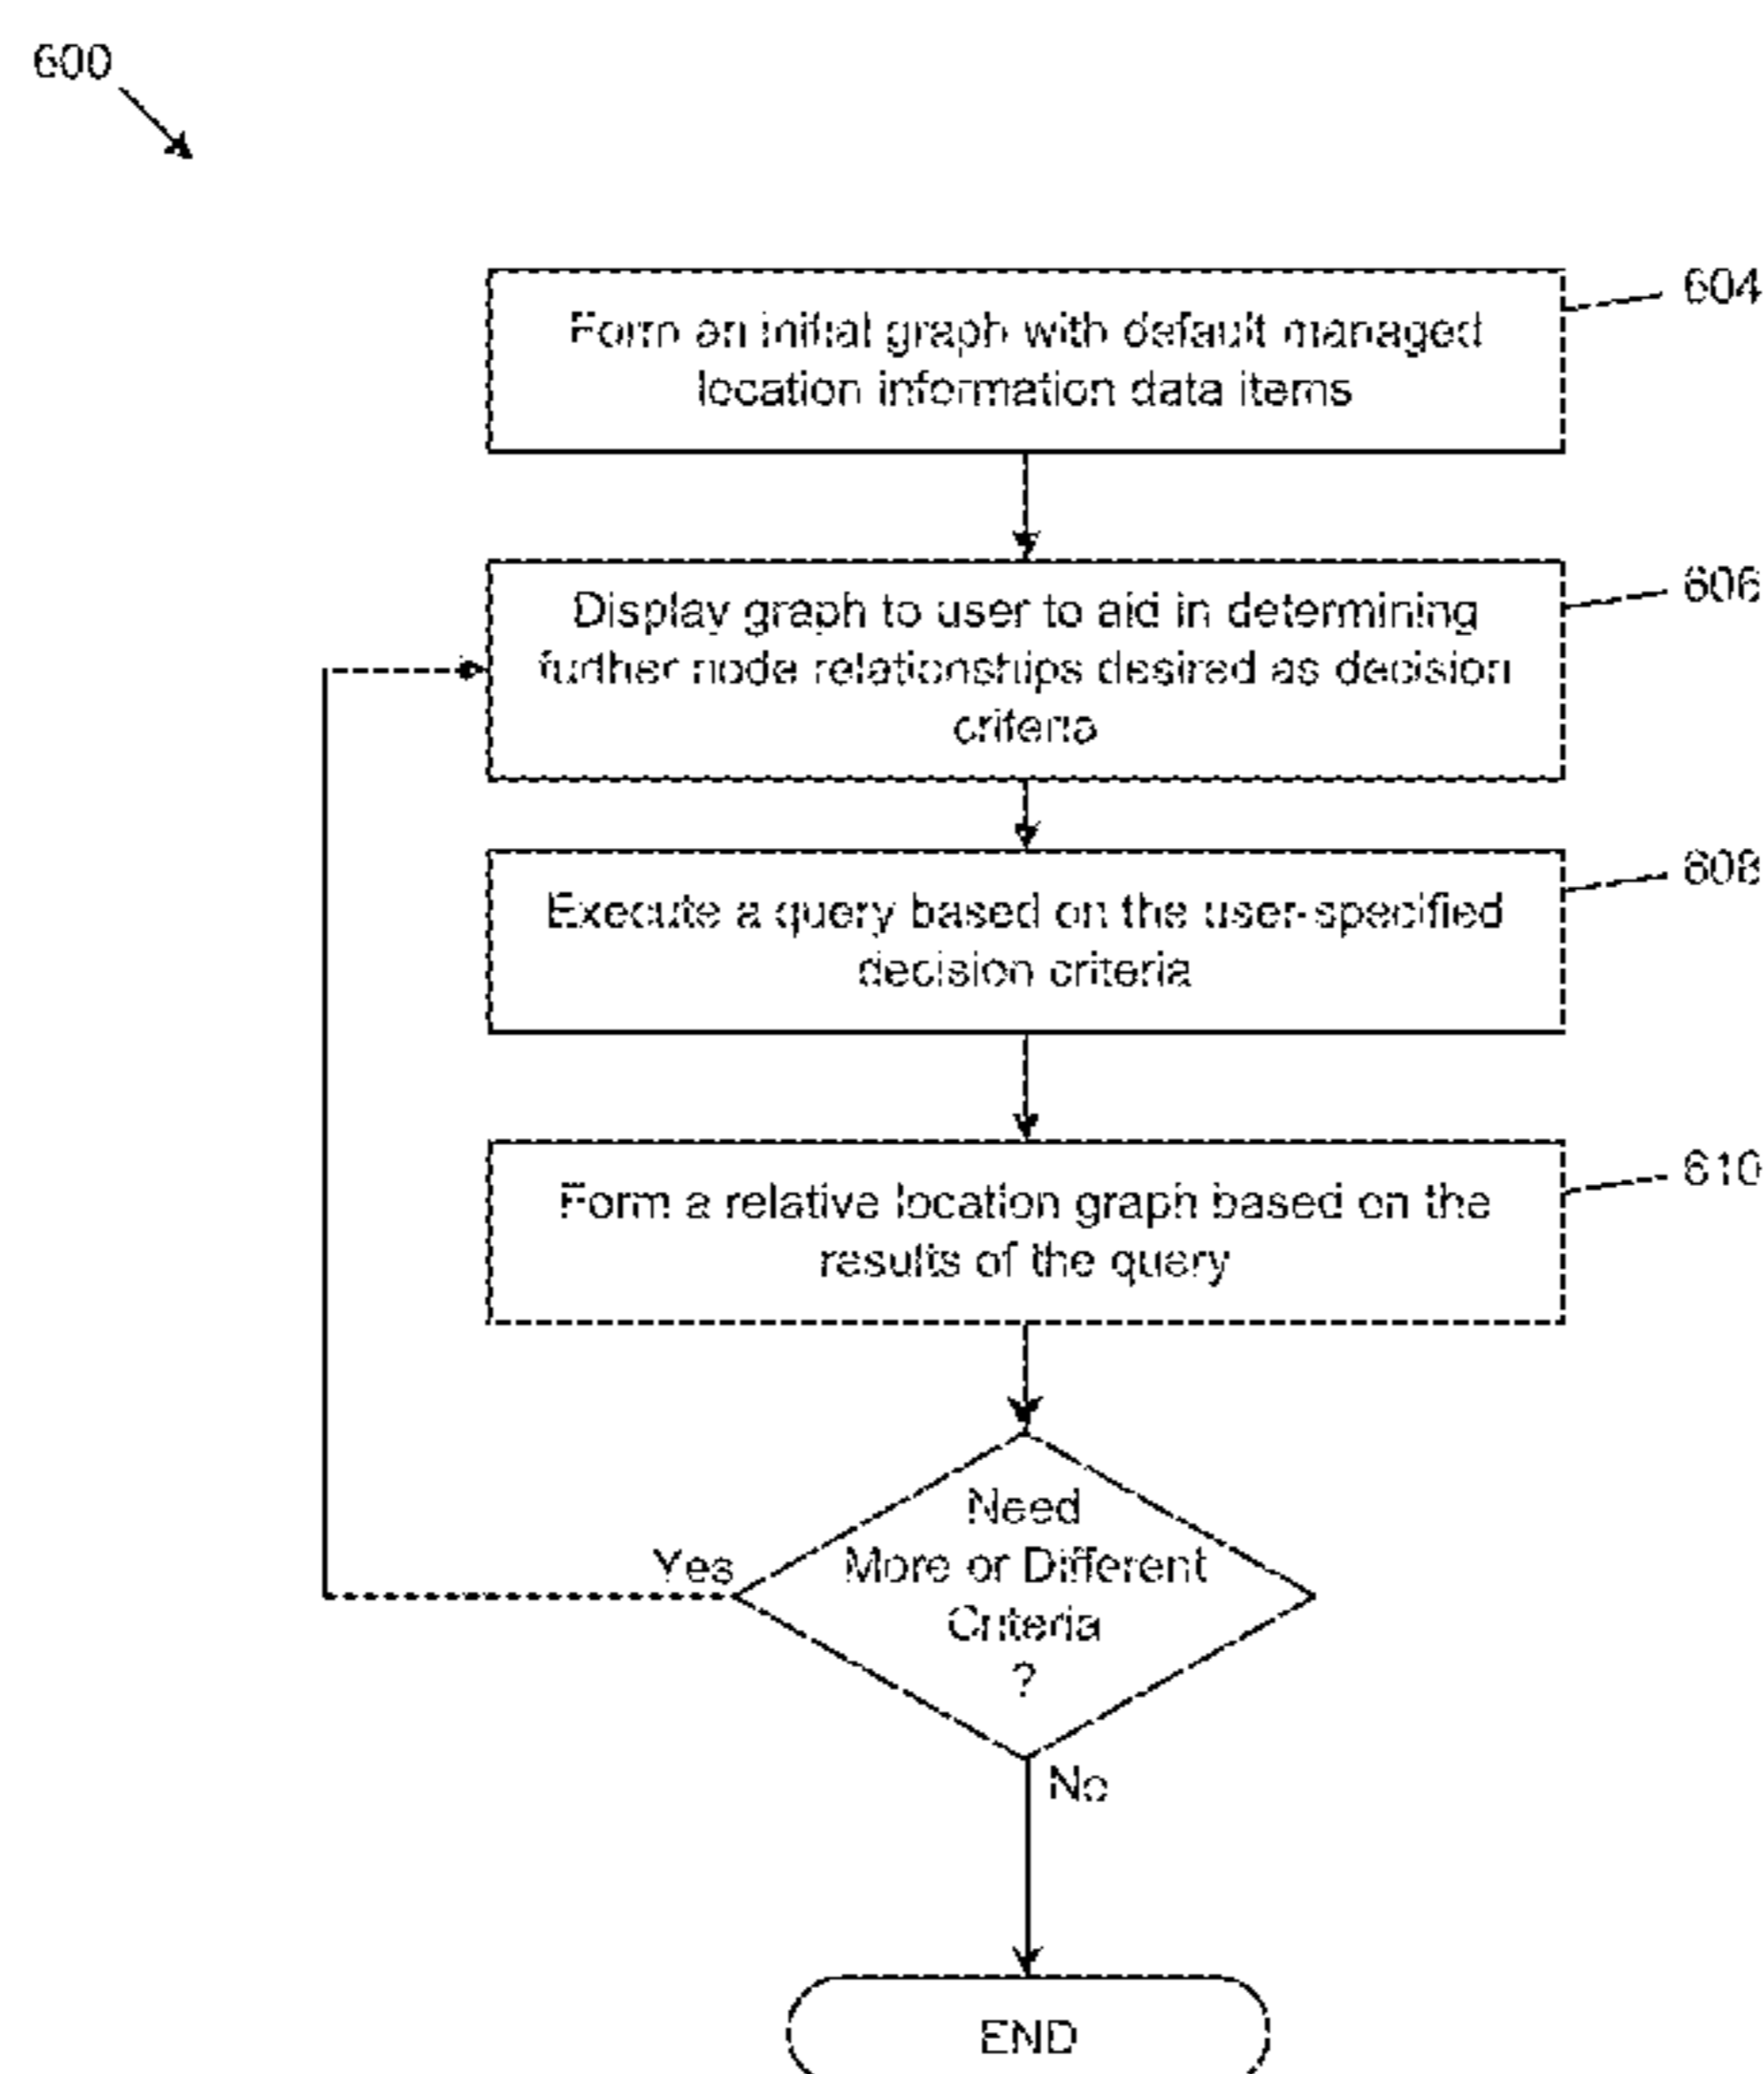 600
604
Form an initial graph with default managed
location information data items
606
Display graph to user to aid in determining
further node relationships desired as decision
criteria
608
Execute a query based on the user-specified
decision criteria
610
Form a relative location graph based on the
results of the query
Need
More or Different
Criteria
?
Yes
No
END